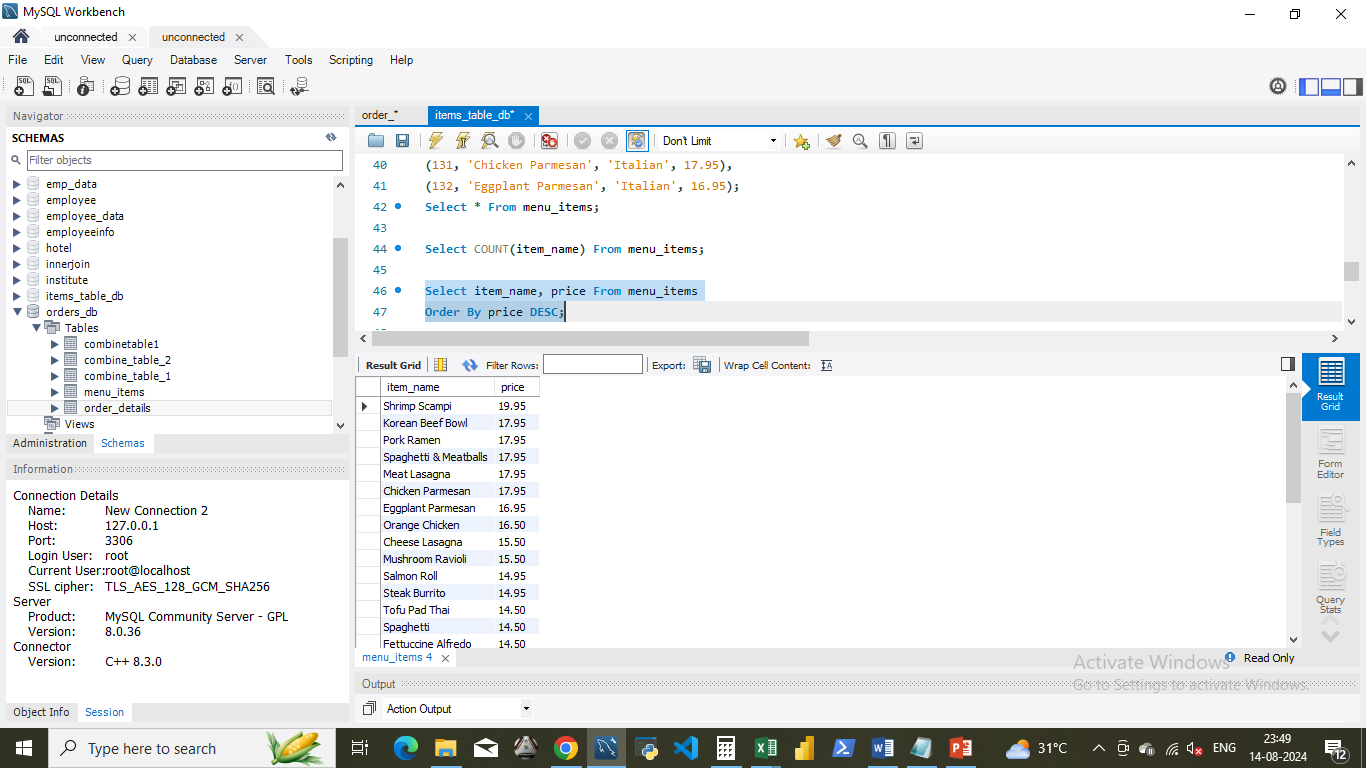 MySQL Workbench
unconnected unconnected
File Edit View Query Database Server Tools Scripting Help
Navigator
SCHEMAS
Filter objects
emp_data
employee
employee_data
employeeinfo
hotel
innerjoin
institute
items_table_db
orders_db
Tables
combinetable1
combine_table_2
combine_table_1
menu_items
order_details
Views
Administration Schemas
Information
Connection Details
Name: New Connection 2
Host: 127.0.0.1
Port: 3306
Login User: root
Current User:root@localhost
SSL cipher: TLS_AES_128_GCM_SHA256
Server
Product: MySQL Community Server - GPL
Version: 8.0.36
Connector
Version: C++ 8.3.0
Object Info Session
order_* items_table_db*
Don't Limit
40 (131, 'Chicken Parmesan', 'Italian', 17.95),
41 (132, 'Eggplant Parmesan', 'Italian', 16.95);
42 Select * From menu_items;
43
44 Select COUNT(item_name) From menu_items;
45
46 Select item_name, price From menu_items
47 Order By price DESC;
Result Grid Filter Rows: Export: Wrap Cell Content:
item_name price
Shrimp Scampi 19.95
Korean Beef Bowl 17.95
Pork Ramen 17.95
Spaghetti & Meatballs 17.95
Meat Lasagna 17.95
Chicken Parmesan 17.95
Eggplant Parmesan 16.95
Orange Chicken 16.50
Cheese Lasagna 15.50
Mushroom Ravioli 15.50
Salmon Roll 14.95
Steak Burrito 14.95
Tofu Pad Thai 14.50
Spaghetti 14.50
Fettuccine Alfredo 14.50
Result
Grid
Form
Editor
Field
Types
Query
Stats
menu_items 4
Read Only
Activate Windows
Go to Settings to activate Windows.
Output
Action Output
Type here to search
31°C
ENG
23:49
14-08-2024
12